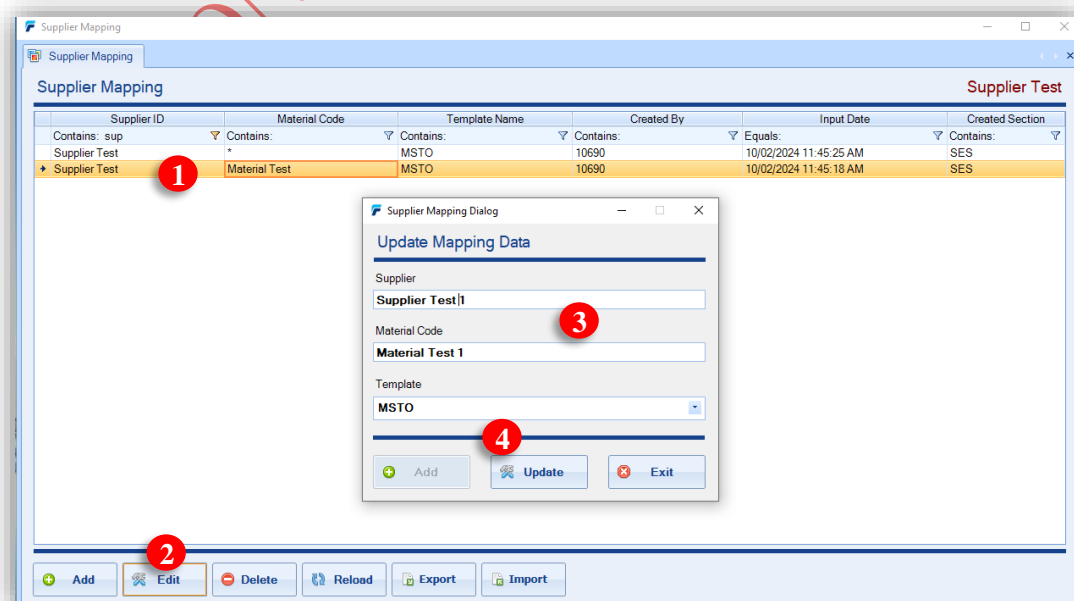 Supplier Mapping
Supplier Mapping
Supplier Mapping Supplier Test
Supplier ID Material Code Template Name Created By Input Date Created Section
Contains: sup Contains: Contains: Contains: Equals: Contains:
Supplier Test * MSTO 10690 10/02/2024 11:45:25 AM SES
Supplier Test Material Test MSTO 10690 10/02/2024 11:45:18 AM SES
1
Supplier Mapping Dialog
Update Mapping Data
Supplier
Supplier Test 1
3
Material Code
Material Test 1
Template
MSTO
4
Add Update Exit
2
Add Edit Delete Reload Export Import